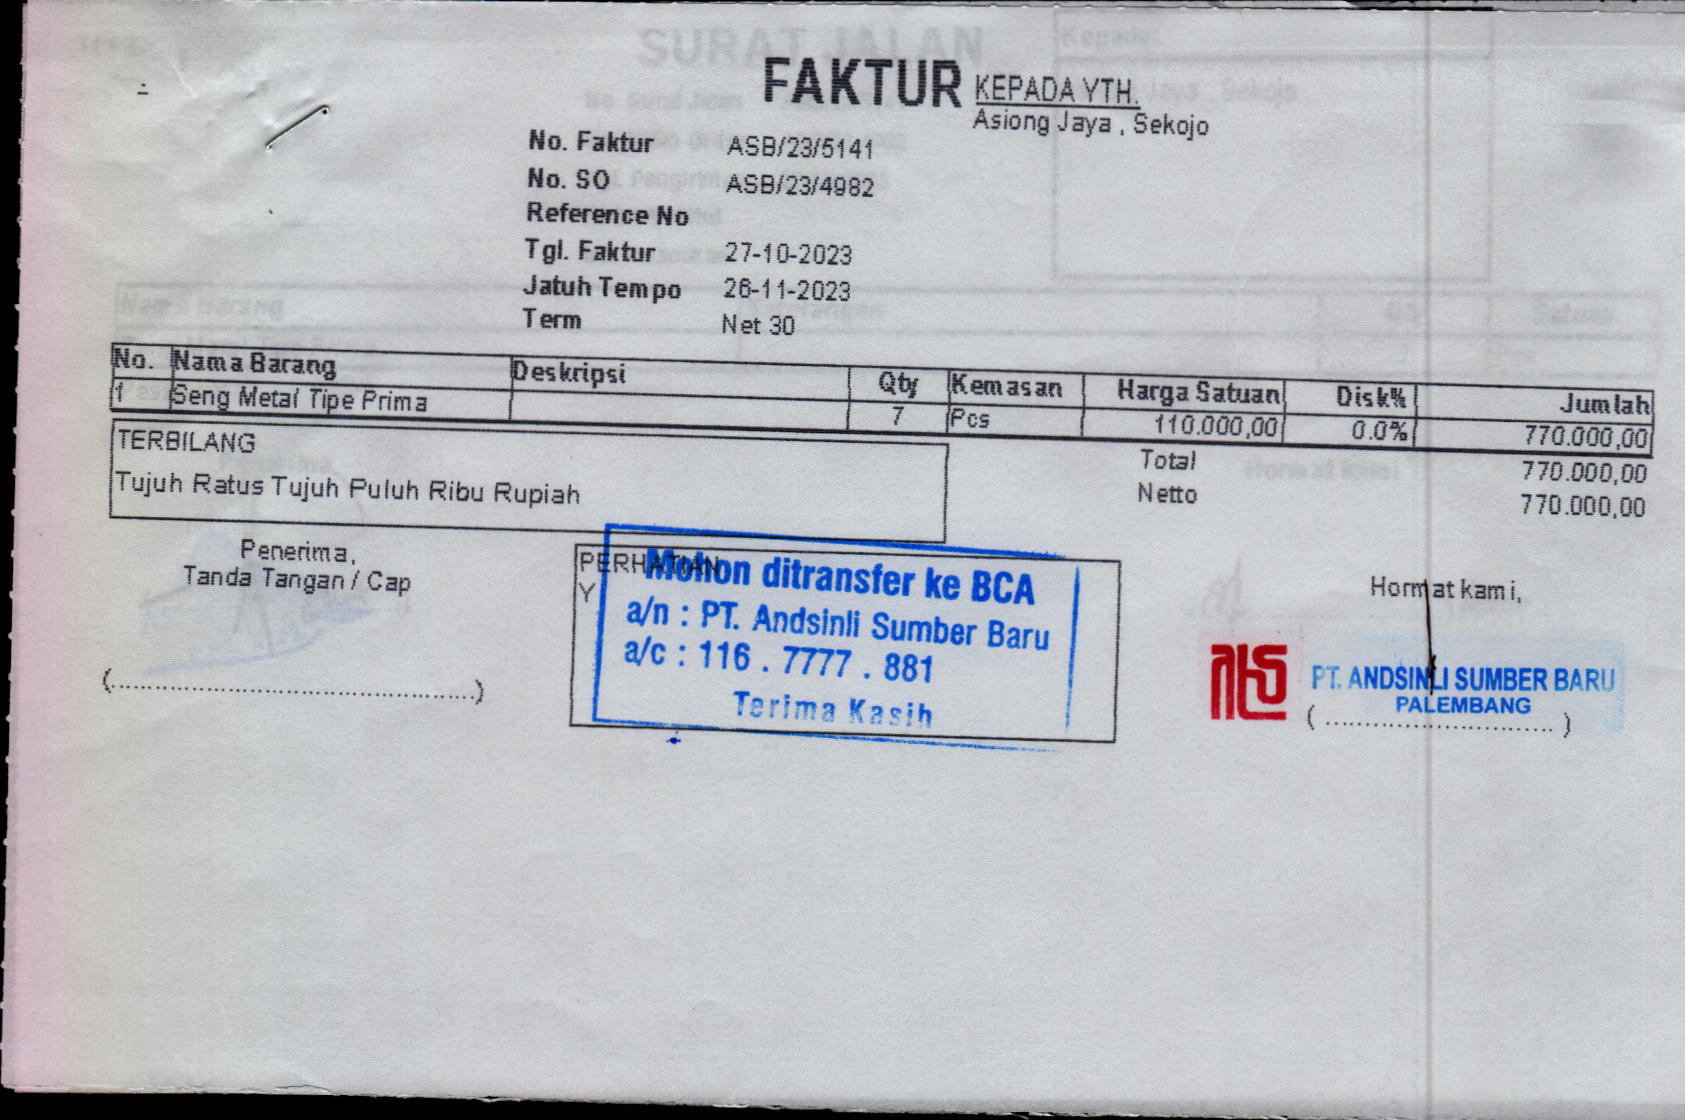 SURAT JALAN
Kepada
FAKTUR
KEPADA YTH.
Asiong Jaya , Sekojo
No. Faktur ASB/23/5141
No. SO ASB/23/4982
Reference No
Tgl. Faktur 27-10-2023
Jatuh Tempo 26-11-2023
Term Net 30
No. Nama Barang Deskripsi Qty Kemasan Harga Satuan Disk% Jumlah
1 Seng Metal Tipe Prima 7 Pcs 110.000,00 0.0% 770.000,00
TERBILANG
Tujuh Ratus Tujuh Puluh Ribu Rupiah
Total 770.000,00
Netto 770.000,00
Penerima,
Tanda Tangan / Cap
(................................................)
PERHATIAN
Y
Mohon ditransfer ke BCA
a/n : PT. Andsinli Sumber Baru
a/c : 116 . 7777 . 881
Terima Kasih
Hormat kami,
PT. ANDSINLI SUMBER BARU
PALEMBANG
( .............................. )